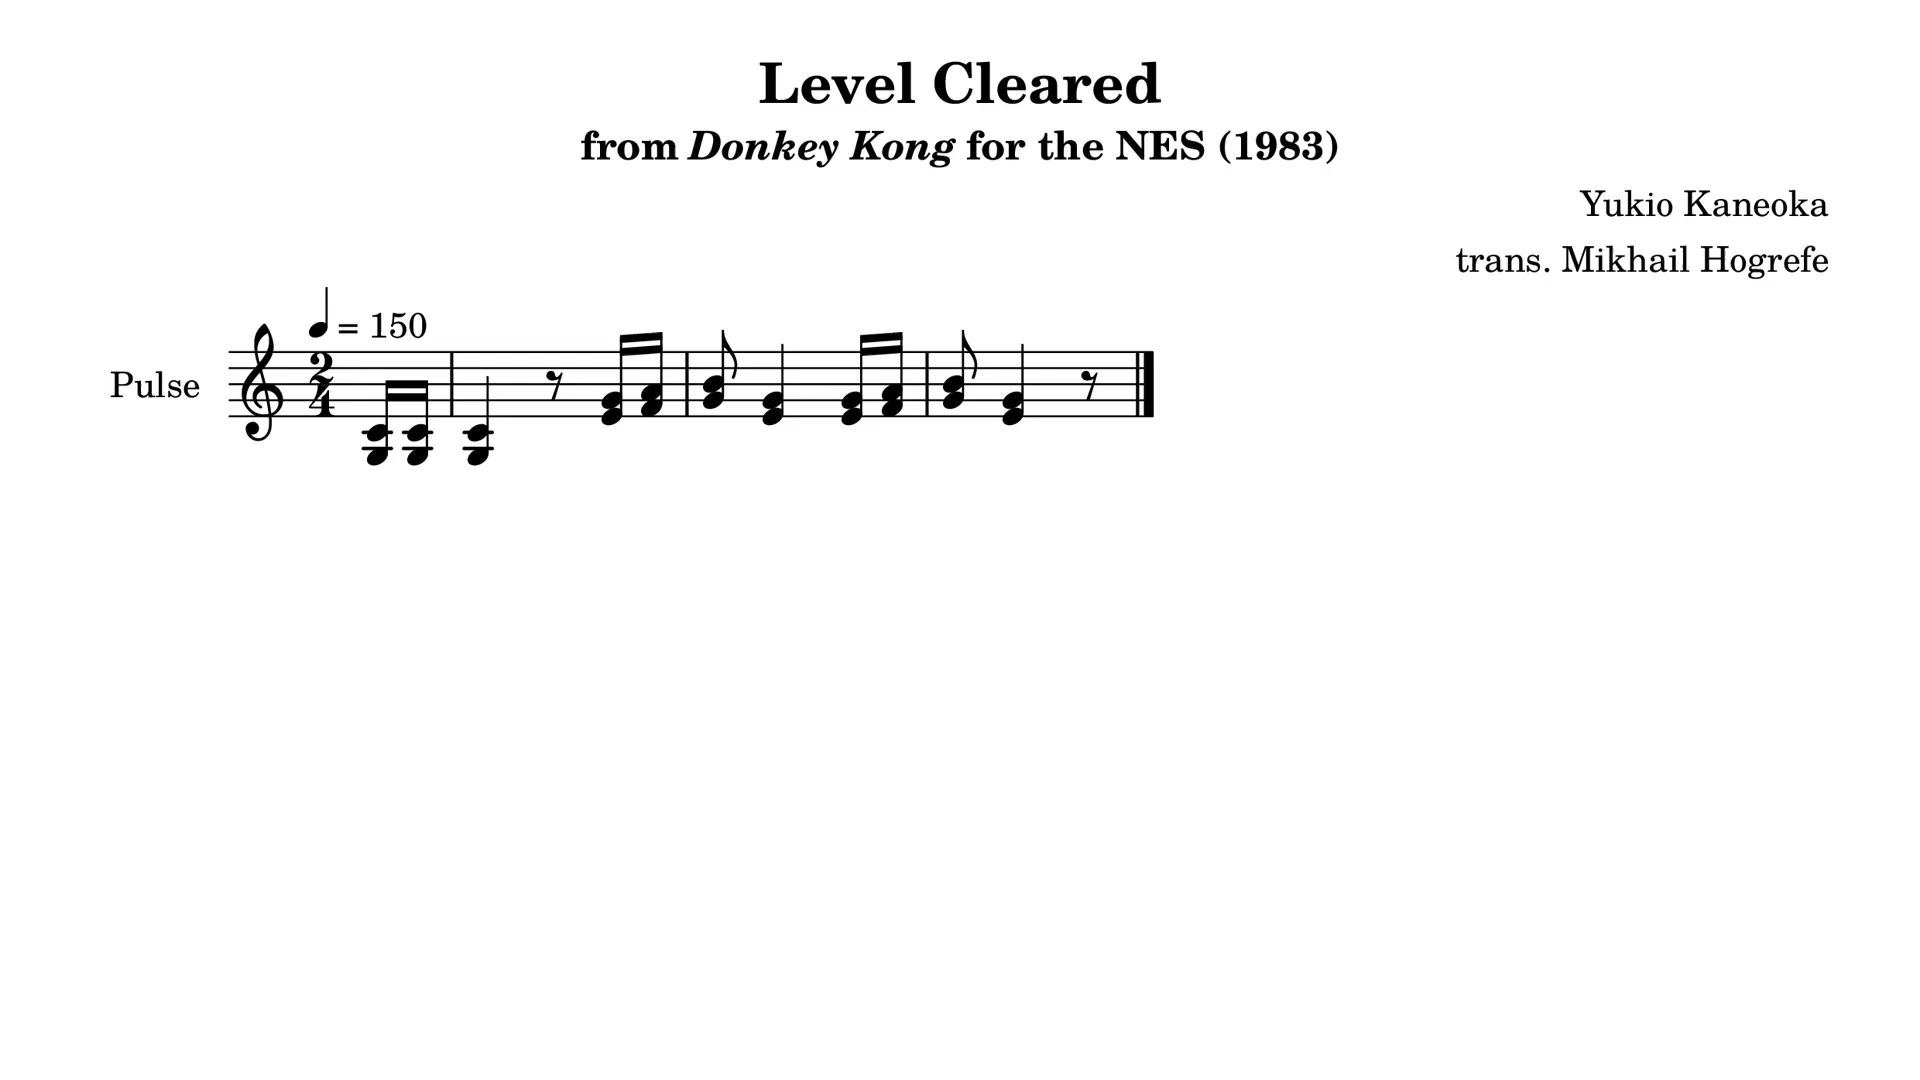 Level Cleared
from Donkey Kong for the NES (1983)
Yukio Kaneoka
trans. Mikhail Hogrefe
= 150
Pulse
2
4